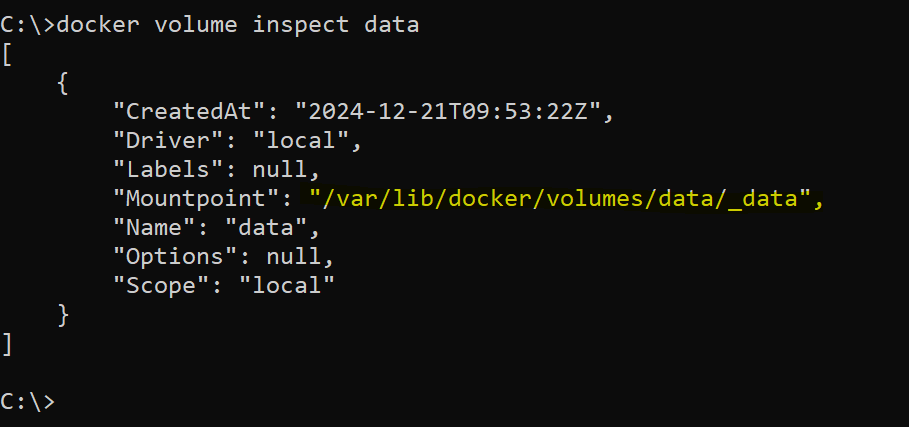 C:\>docker volume inspect data
[
    {
        "CreatedAt": "2024-12-21T09:53:22Z",
        "Driver": "local",
        "Labels": null,
        "Mountpoint": "/var/lib/docker/volumes/data/_data",
        "Name": "data",
        "Options": null,
        "Scope": "local"
    }
]
C:\>